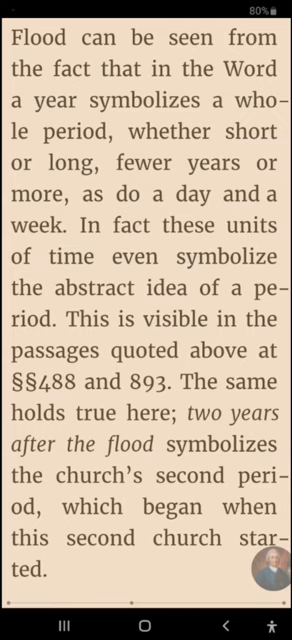 80%
Flood can be seen from
the fact that in the Word
a year symbolizes a who-
le period, whether short
or long, fewer years or
more, as do a day and a
week. In fact these units
of time even symbolize
the abstract idea of a pe-
riod. This is visible in the
passages quoted above at
§§488 and 893. The same
holds true here; two years
after the flood symbolizes
the church's second peri-
od, which began when
this second church star-
ted.